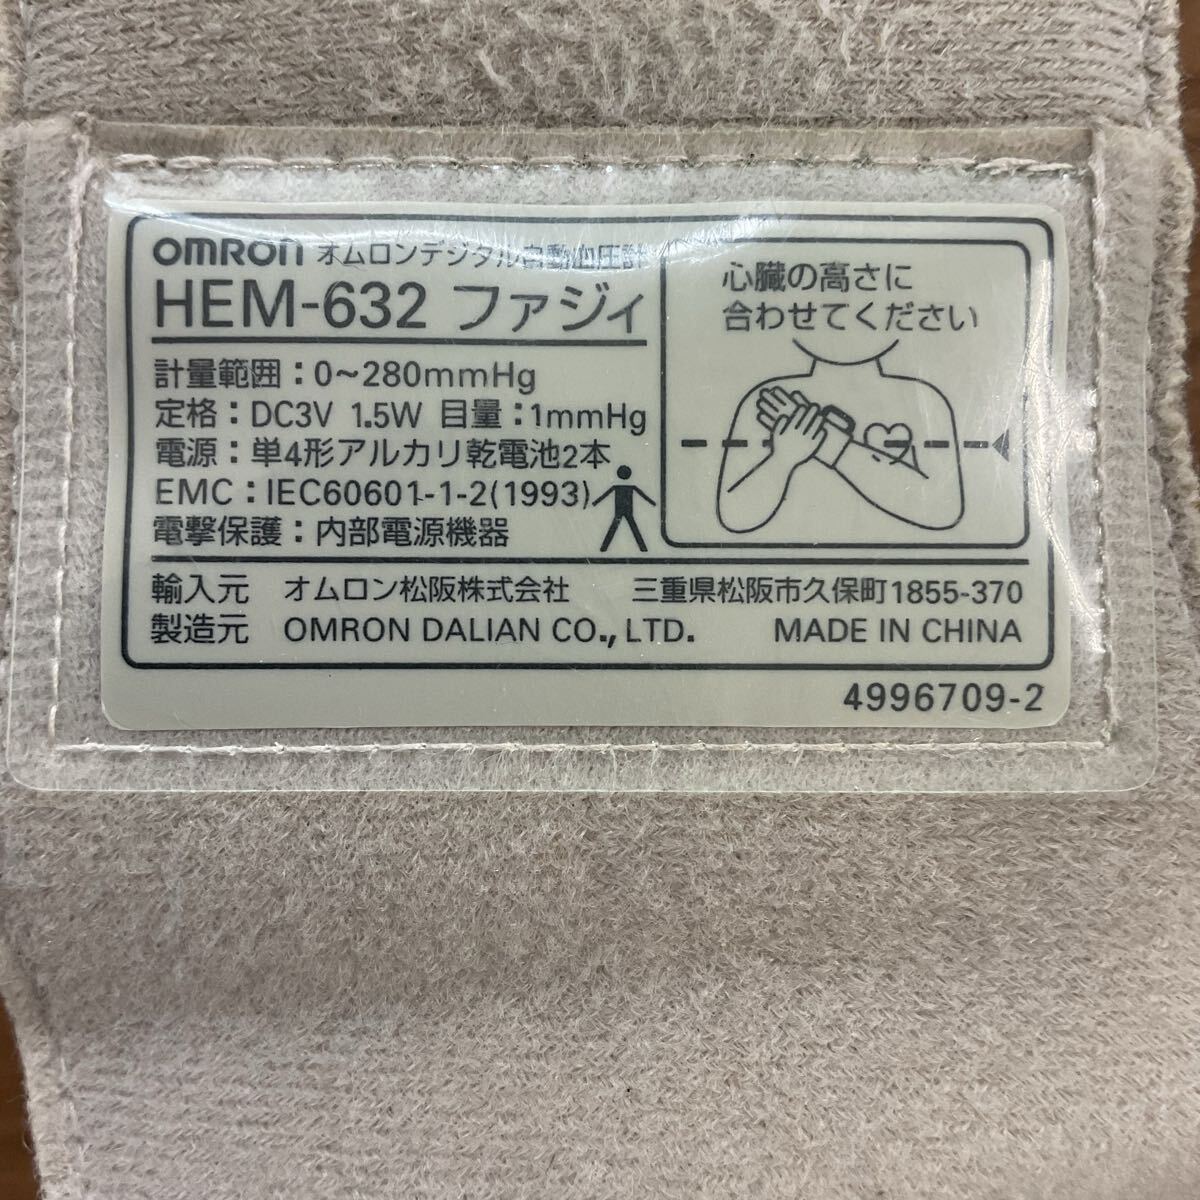 OMRON オムロンデジタル自動血圧計
HEM-632 ファジィ
計量範囲：0～280mmHg
定格：DC3V 1.5W 目量：1mmHg
電源：単4形アルカリ乾電池2本
EMC：IEC60601-1-2(1993)
電撃保護：内部電源機器
心臓の高さに
合わせてください
輸入元 オムロン松阪株式会社 三重県松阪市久保町1855-370
製造元 OMRON DALIAN CO., LTD. MADE IN CHINA
4996709-2